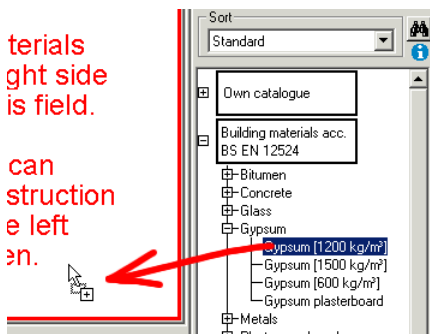 terials
ght side
is field.
can
struction
e left
en.
Sort
Standard
Own catalogue
Building materials acc.
BS EN 12524
Bitumen
Concrete
Glass
Gypsum
Gypsum [1200 kg/m³]
Gypsum [1500 kg/m³]
Gypsum [600 kg/m³]
Gypsum plasterboard
Metals